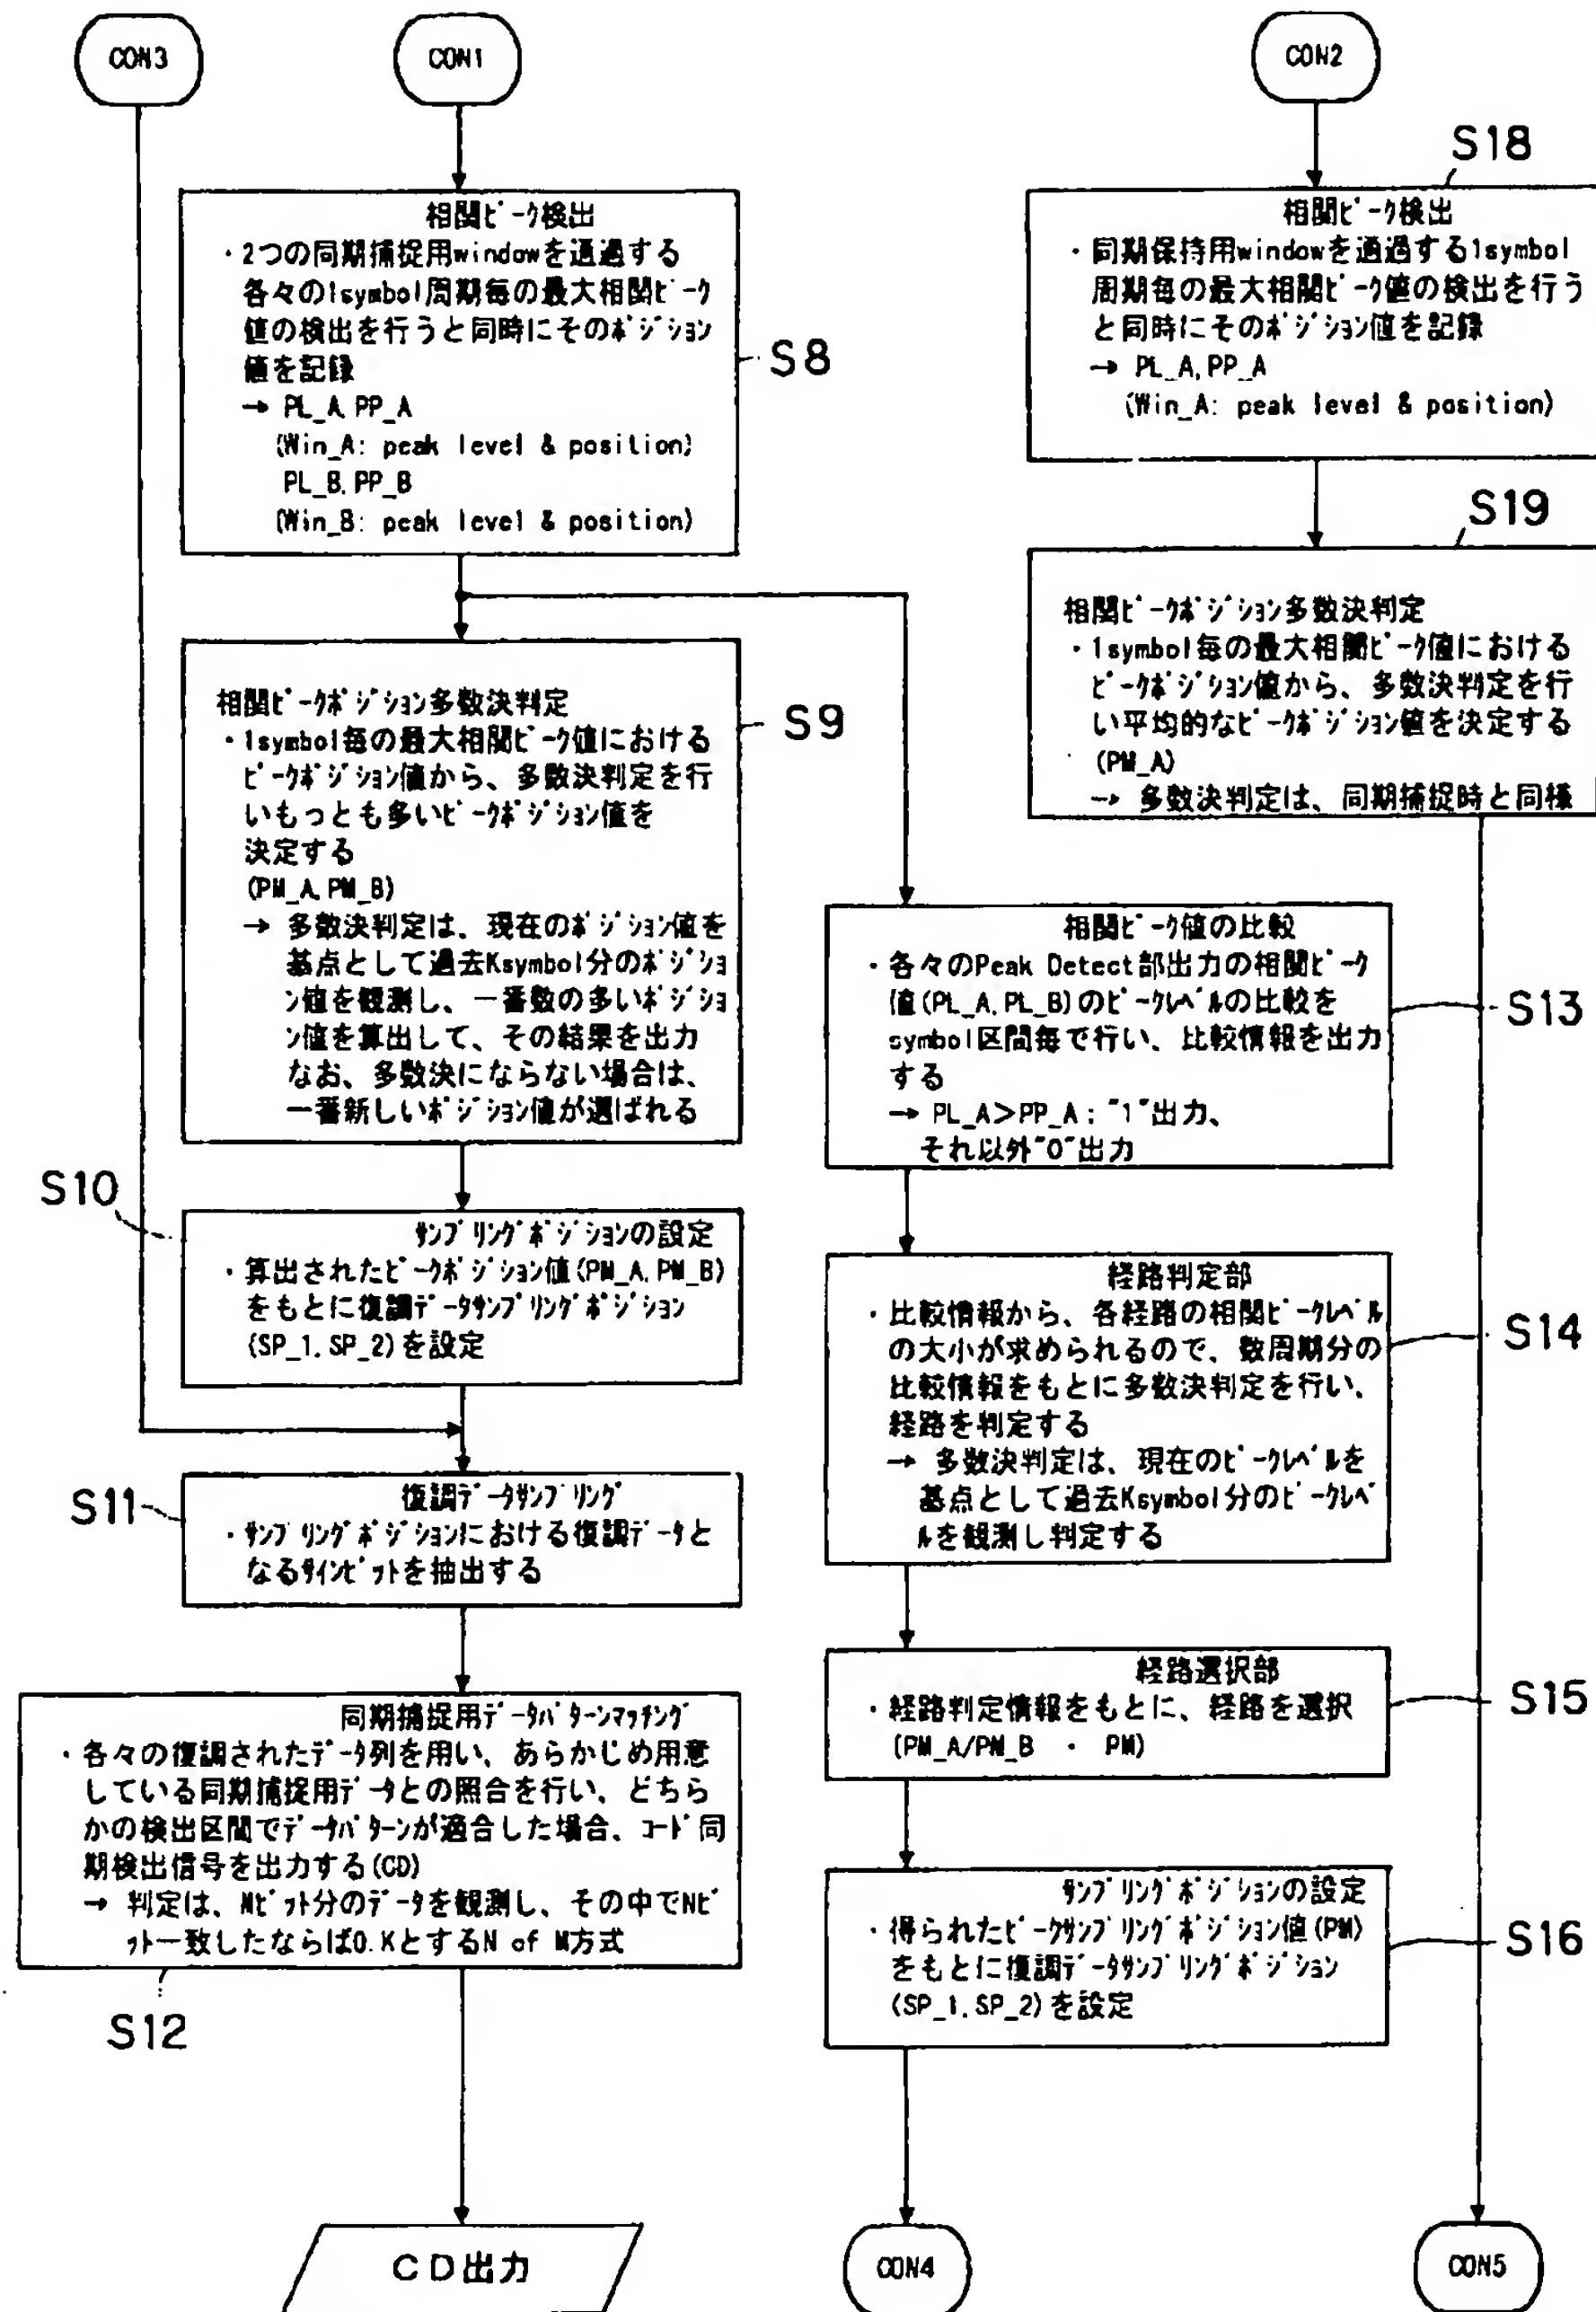 CON3
CON1
CON2
S8
相関ピーク検出
・2つの同期捕捉用windowを通過する
各々の1symbol周期毎の最大相関ピーク
値の検出を行うと同時にそのポジション
値を記録
→ PL_A.PP_A
(Win_A: peak level & position)
PL_B.PP_B
(Win_B: peak level & position)
S18
相関ピーク検出
・同期保持用windowを通過する1symbol
周期毎の最大相関ピーク値の検出を行う
と同時にそのポジション値を記録
→ PL_A,PP_A
(Win_A: peak level & position)
S9
相関ピークポジション多数決判定
・1symbol毎の最大相関ピーク値における
ピークポジション値から、多数決判定を行
いもっとも多いピークポジション値を
決定する
(PM_A.PM_B)
→ 多数決判定は、現在のポジション値を
基点として過去Ksymbol分のポジショ
ン値を観測し、一番数の多いポジショ
ン値を算出して、その結果を出力
なお、多数決にならない場合は、
一番新しいポジション値が選ばれる
S19
相関ピークポジション多数決判定
・1symbol毎の最大相関ピーク値における
ピークポジション値から、多数決判定を行
い平均的なピークポジション値を決定する
(PM_A)
→ 多数決判定は、同期捕捉時と同様
S10
サンプリングポジションの設定
・算出されたピークポジション値(PM_A.PM_B)
をもとに復調データサンプリングポジション
(SP_1.SP_2)を設定
S11
復調データサンプリング
・サンプリングポジションにおける復調データと
なるサインビットを抽出する
S12
同期捕捉用データパターンマッチング
・各々の復調されたデータ列を用い、あらかじめ用意
している同期捕捉用データとの照合を行い、どちら
かの検出区間でデータパターンが適合した場合、コード同
期検出信号を出力する(CD)
→ 判定は、Mビット分のデータを観測し、その中でNビ
ット一致したならばO.KとするN of M方式
CD出力
S13
相関ピーク値の比較
・各々のPeak Detect部出力の相関ピーク
値(PL_A.PL_B)のピークレベルの比較を
symbol区間毎で行い、比較情報を出力
する
→ PL_A>PP_A:"1"出力、
それ以外"0"出力
S14
経路判定部
・比較情報から、各経路の相関ピークレベル
の大小が求められるので、数周期分の
比較情報をもとに多数決判定を行い、
経路を判定する
→ 多数決判定は、現在のピークレベルを
基点として過去Ksymbol分のピークレベ
ルを観測し判定する
S15
経路選択部
・経路判定情報をもとに、経路を選択
(PM_A/PM_B ・ PM)
S16
サンプリングポジションの設定
・得られたピークサンプリングポジション値(PM)
をもとに復調データサンプリングポジション
(SP_1.SP_2)を設定
CON4
CON5